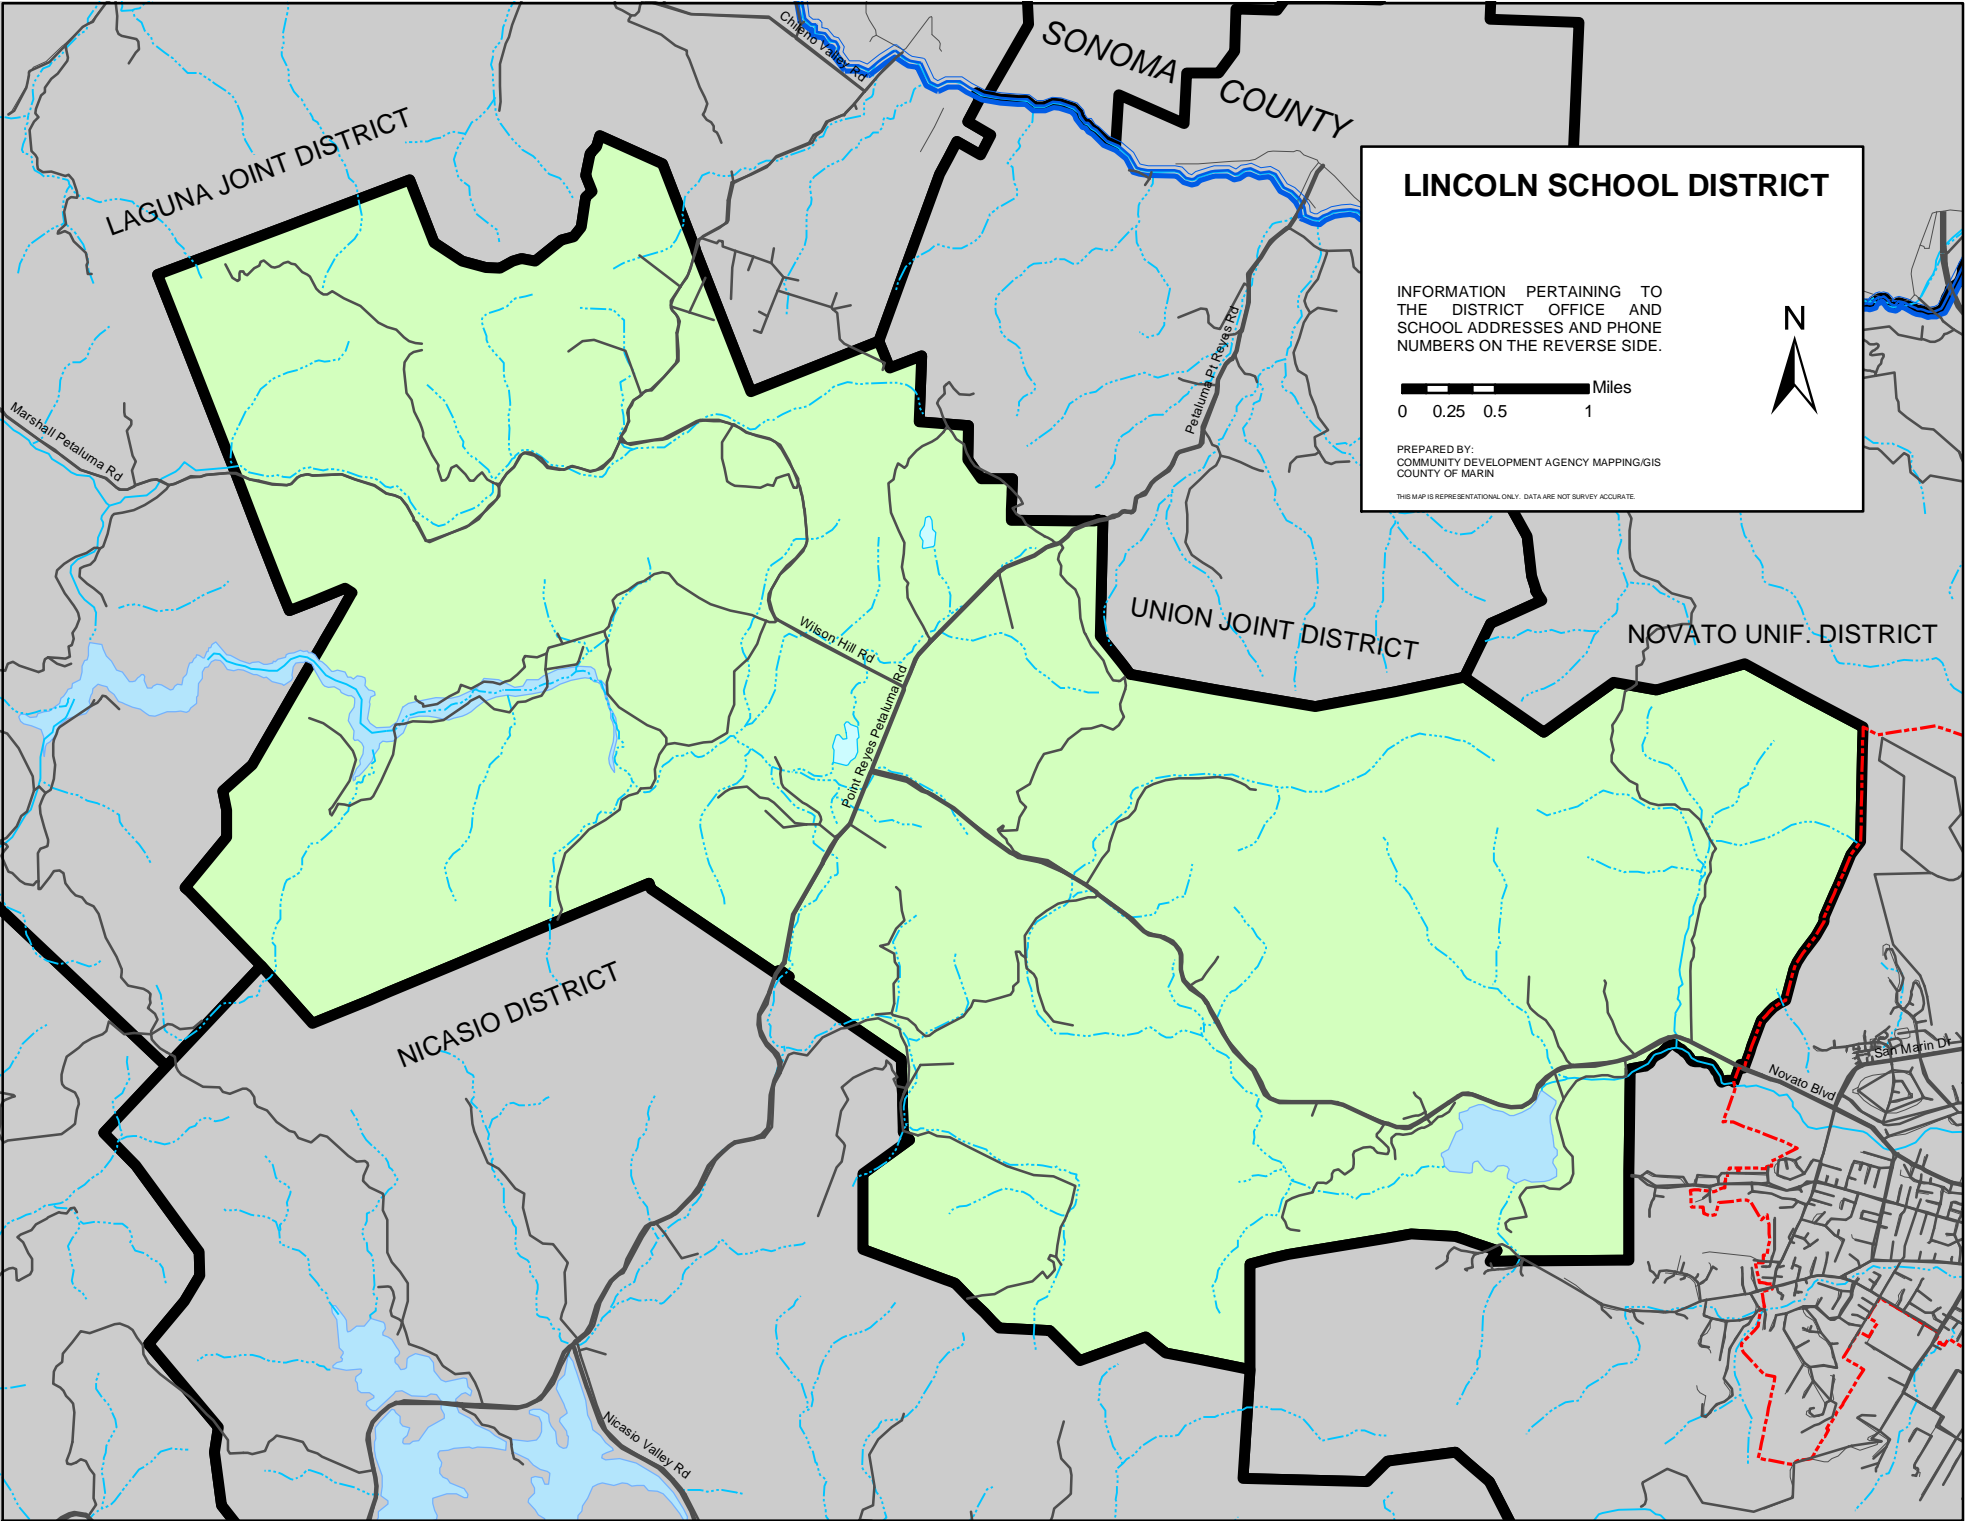 Chileno Valley Rd
SONOMA COUNTY
LAGUNA JOINT DISTRICT
LINCOLN SCHOOL DISTRICT
INFORMATION PERTAINING TO
THE DISTRICT OFFICE AND
SCHOOL ADDRESSES AND PHONE
NUMBERS ON THE REVERSE SIDE.
N
Miles
0 0.25 0.5 1
PREPARED BY:
COMMUNITY DEVELOPMENT AGENCY MAPPING/GIS
COUNTY OF MARIN
THIS MAP IS REPRESENTATIONAL ONLY. DATA ARE NOT SURVEY ACCURATE.
Petaluma Pt Reyes Rd
Marshall Petaluma Rd
UNION JOINT DISTRICT
NOVATO UNIF. DISTRICT
Wilson Hill Rd
Point Reyes Petaluma Rd
NICASIO DISTRICT
San Marin Dr
Novato Blvd
Nicasio Valley Rd